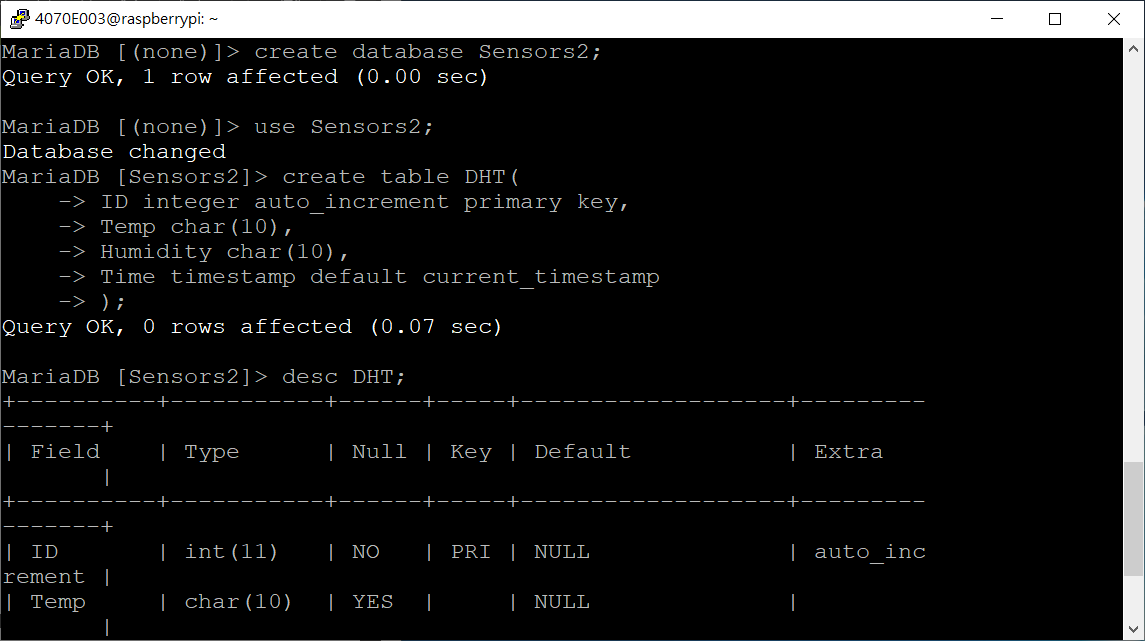 4070E003@raspberrypi: ~
MariaDB [(none)]> create database Sensors2;
Query OK, 1 row affected (0.00 sec)
MariaDB [(none)]> use Sensors2;
Database changed
MariaDB [Sensors2]> create table DHT(
    -> ID integer auto_increment primary key,
    -> Temp char(10),
    -> Humidity char(10),
    -> Time timestamp default current_timestamp
    -> );
Query OK, 0 rows affected (0.07 sec)
MariaDB [Sensors2]> desc DHT;
+----------+-----------+------+-----+-------------------+---------
-------+
| Field    | Type      | Null | Key | Default           | Extra
       |
+----------+-----------+------+-----+-------------------+---------
-------+
| ID       | int(11)   | NO   | PRI | NULL              | auto_inc
rement |
| Temp     | char(10)  | YES  |     | NULL              |
       |